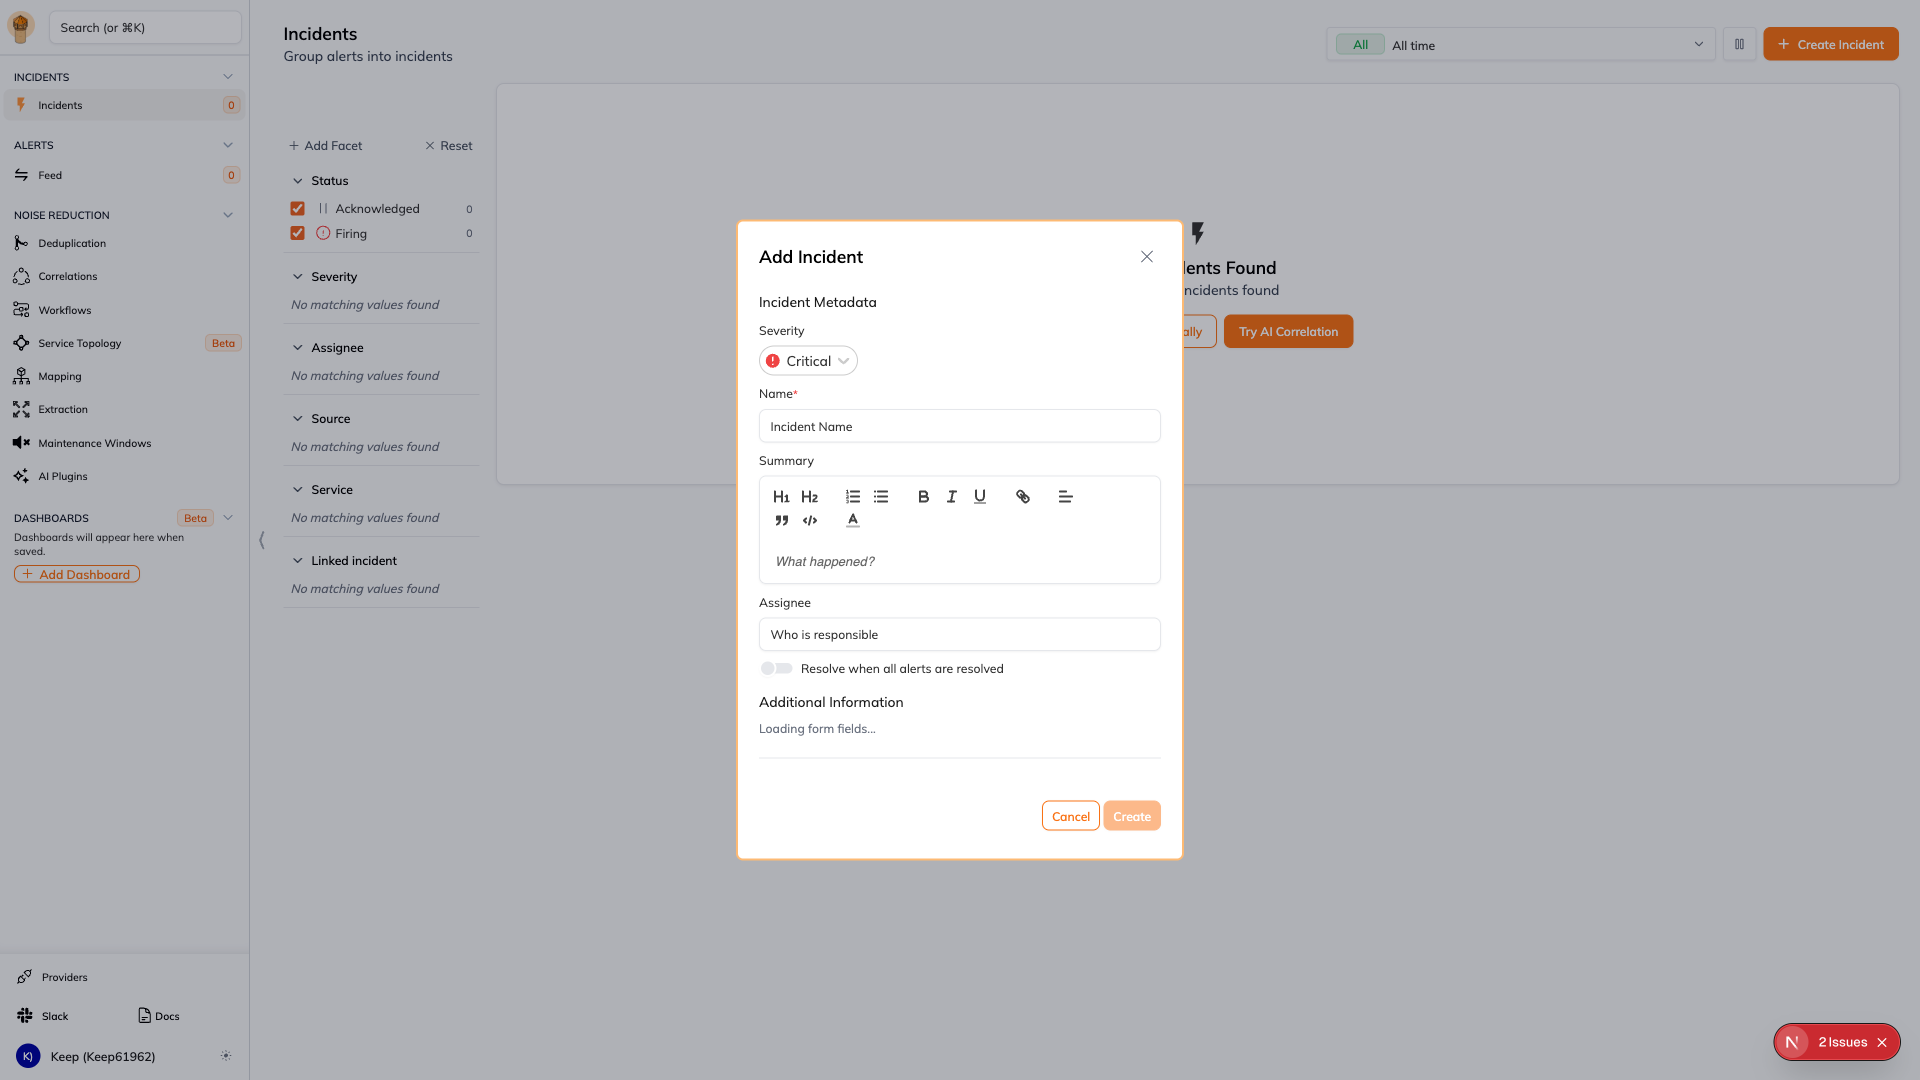 Search (or ⌘K)
INCIDENTS
Incidents 0
ALERTS
Feed 0
NOISE REDUCTION
Deduplication
Correlations
Workflows
Service Topology Beta
Mapping
Extraction
Maintenance Windows
AI Plugins
DASHBOARDS Beta
Dashboards will appear here when
saved.
Add Dashboard
Providers
Slack
Docs
K)
Keep (Keep61962)
Incidents
Group alerts into incidents
All All time
Create Incident
Add Facet
Reset
Status
Acknowledged 0
Firing 0
Severity
No matching values found
Assignee
No matching values found
Source
No matching values found
Service
No matching values found
Linked incident
No matching values found
dents Found
ncidents found
ally
Try AI Correlation
Add Incident
Incident Metadata
Severity
Critical
Name*
Incident Name
Summary
H1 H2 B I U A
What happened?
Assignee
Who is responsible
Resolve when all alerts are resolved
Additional Information
Loading form fields...
Cancel
Create
N 2 Issues